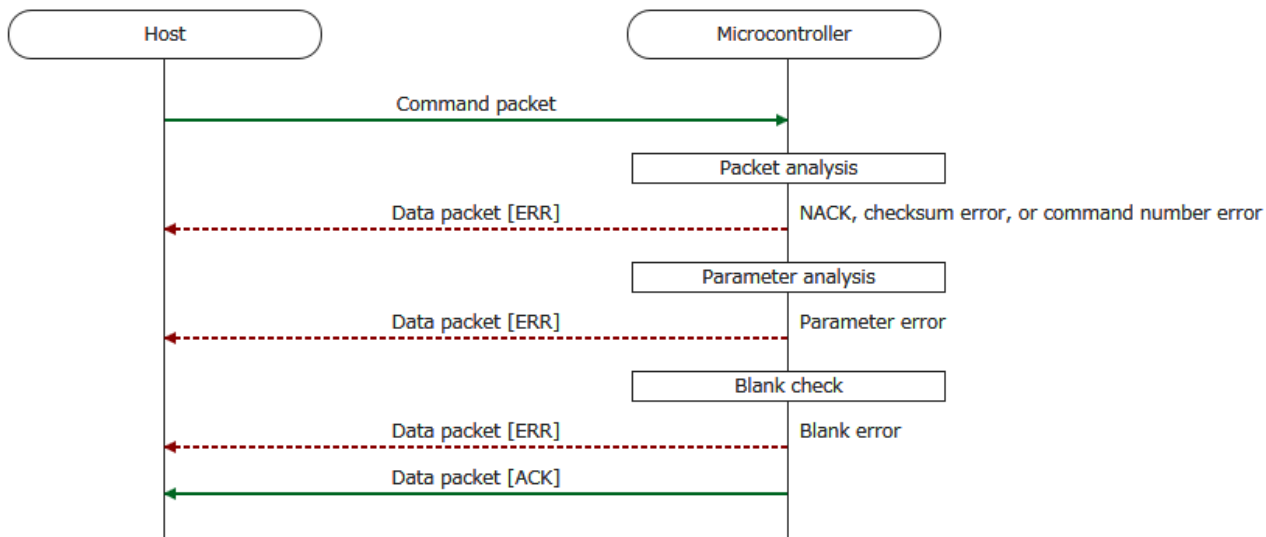 Host
Microcontroller
Command packet
Packet analysis
Data packet [ERR]
NACK, checksum error, or command number error
Parameter analysis
Data packet [ERR]
Parameter error
Blank check
Data packet [ERR]
Blank error
Data packet [ACK]